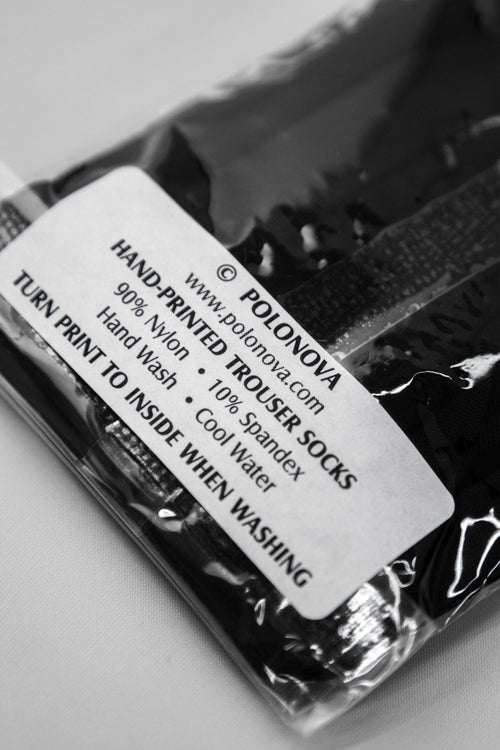 © POLONOVA
www.polonova.com
HAND-PRINTED TROUSER SOCKS
90% Nylon • 10% Spandex
Hand Wash • Cool Water
TURN PRINT TO INSIDE WHEN WASHING